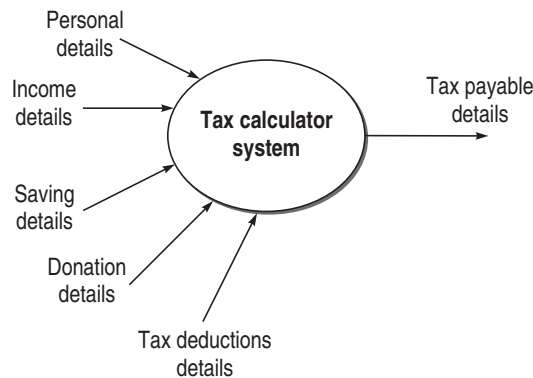 Personal
details
Income
details
Saving
details
Donation
details
Tax deductions
details
Tax calculator
system
Tax payable
details